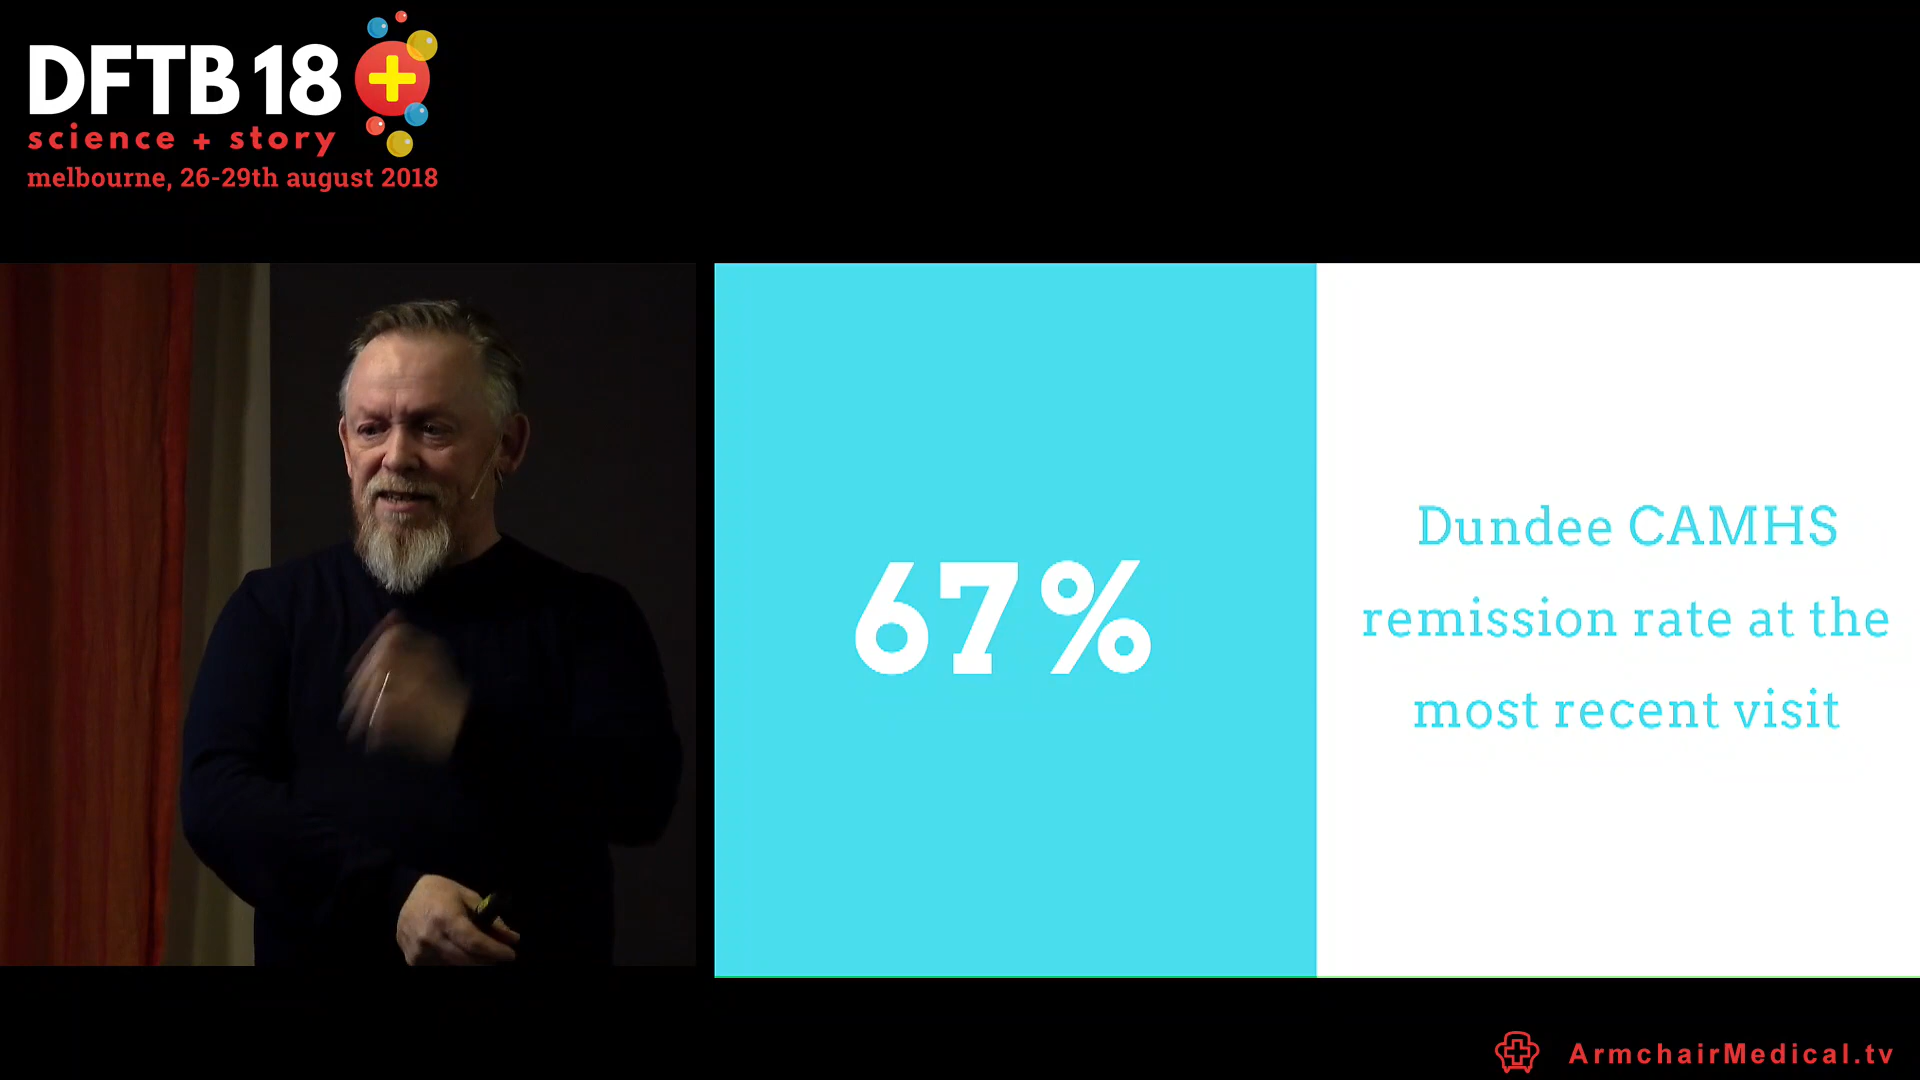 DFTB 18
science + story
melbourne, 26-29th august 2018
67%
Dundee CAMHS
remission rate at the
most recent visit
ArmchairMedical.tv